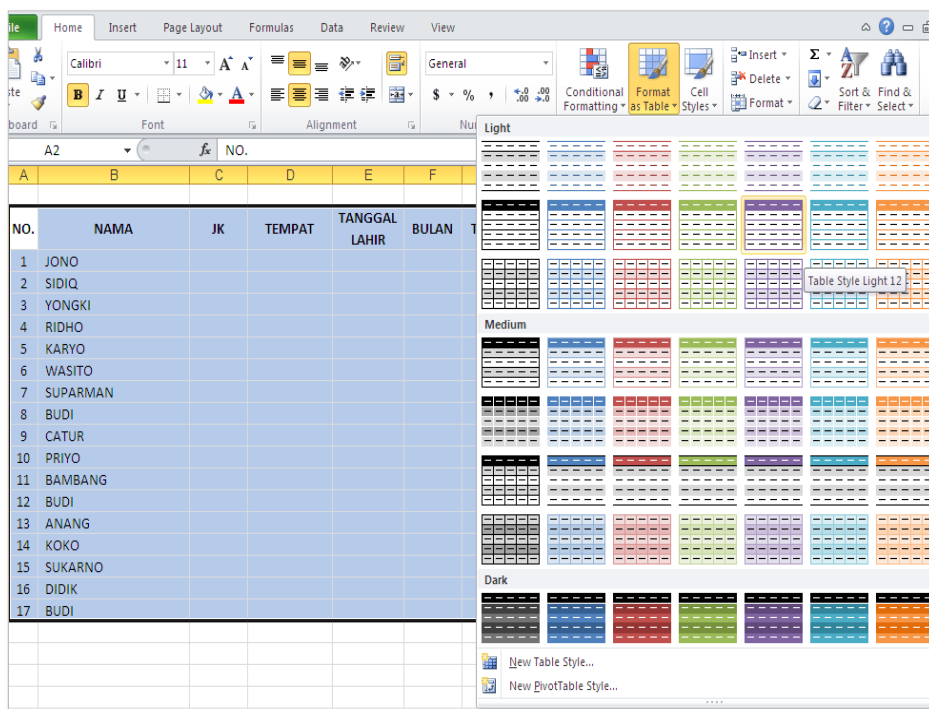 ile Home Insert Page Layout Formulas Data Review View
Calibri 11 A A General Insert Σ
B I U A $ % , .0 .00 .00 .0 Conditional Formatting Format as Table Cell Styles Delete Format Sort & Filter Find & Select
board Font Alignment Nu
A2 fx NO.
A B C D E F
NO. NAMA JK TEMPAT TANGGAL LAHIR BULAN T
1 JONO
2 SIDIQ
3 YONGKI
4 RIDHO
5 KARYO
6 WASITO
7 SUPARMAN
8 BUDI
9 CATUR
10 PRIYO
11 BAMBANG
12 BUDI
13 ANANG
14 KOKO
15 SUKARNO
16 DIDIK
17 BUDI
Light
Table Style Light 12
Medium
Dark
New Table Style...
New PivotTable Style...